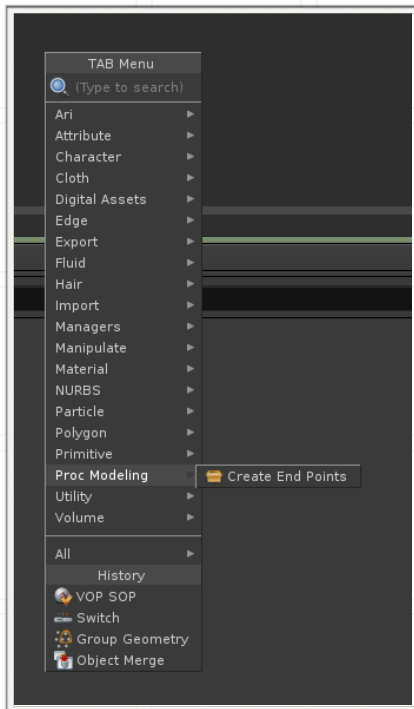 TAB Menu
(Type to search)
Ari
Attribute
Character
Cloth
Digital Assets
Edge
Export
Fluid
Hair
Import
Managers
Manipulate
Material
NURBS
Particle
Polygon
Primitive
Proc Modeling
Create End Points
Utility
Volume
All
History
VOP SOP
Switch
Group Geometry
Object Merge